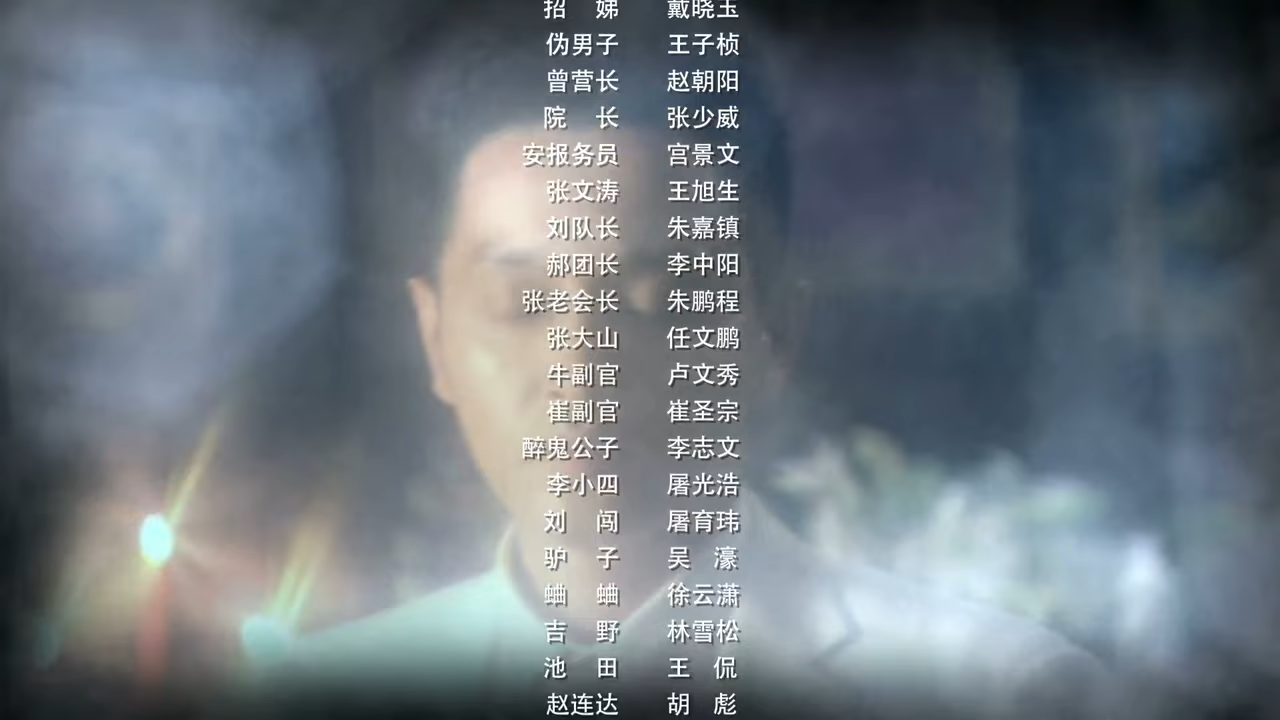 招　娣　戴晓玉
伪男子　王子桢
曾营长　赵朝阳
院　长　张少威
安报务员　宫景文
张文涛　王旭生
刘队长　朱嘉镇
郝团长　李中阳
张老会长　朱鹏程
张大山　任文鹏
牛副官　卢文秀
崔副官　崔圣宗
醉鬼公子　李志文
李小四　屠光浩
刘　闯　屠育玮
驴　子　吴　濠
蛐　蛐　徐云潇
吉　野　林雪松
池　田　王　侃
赵连达　胡　彪